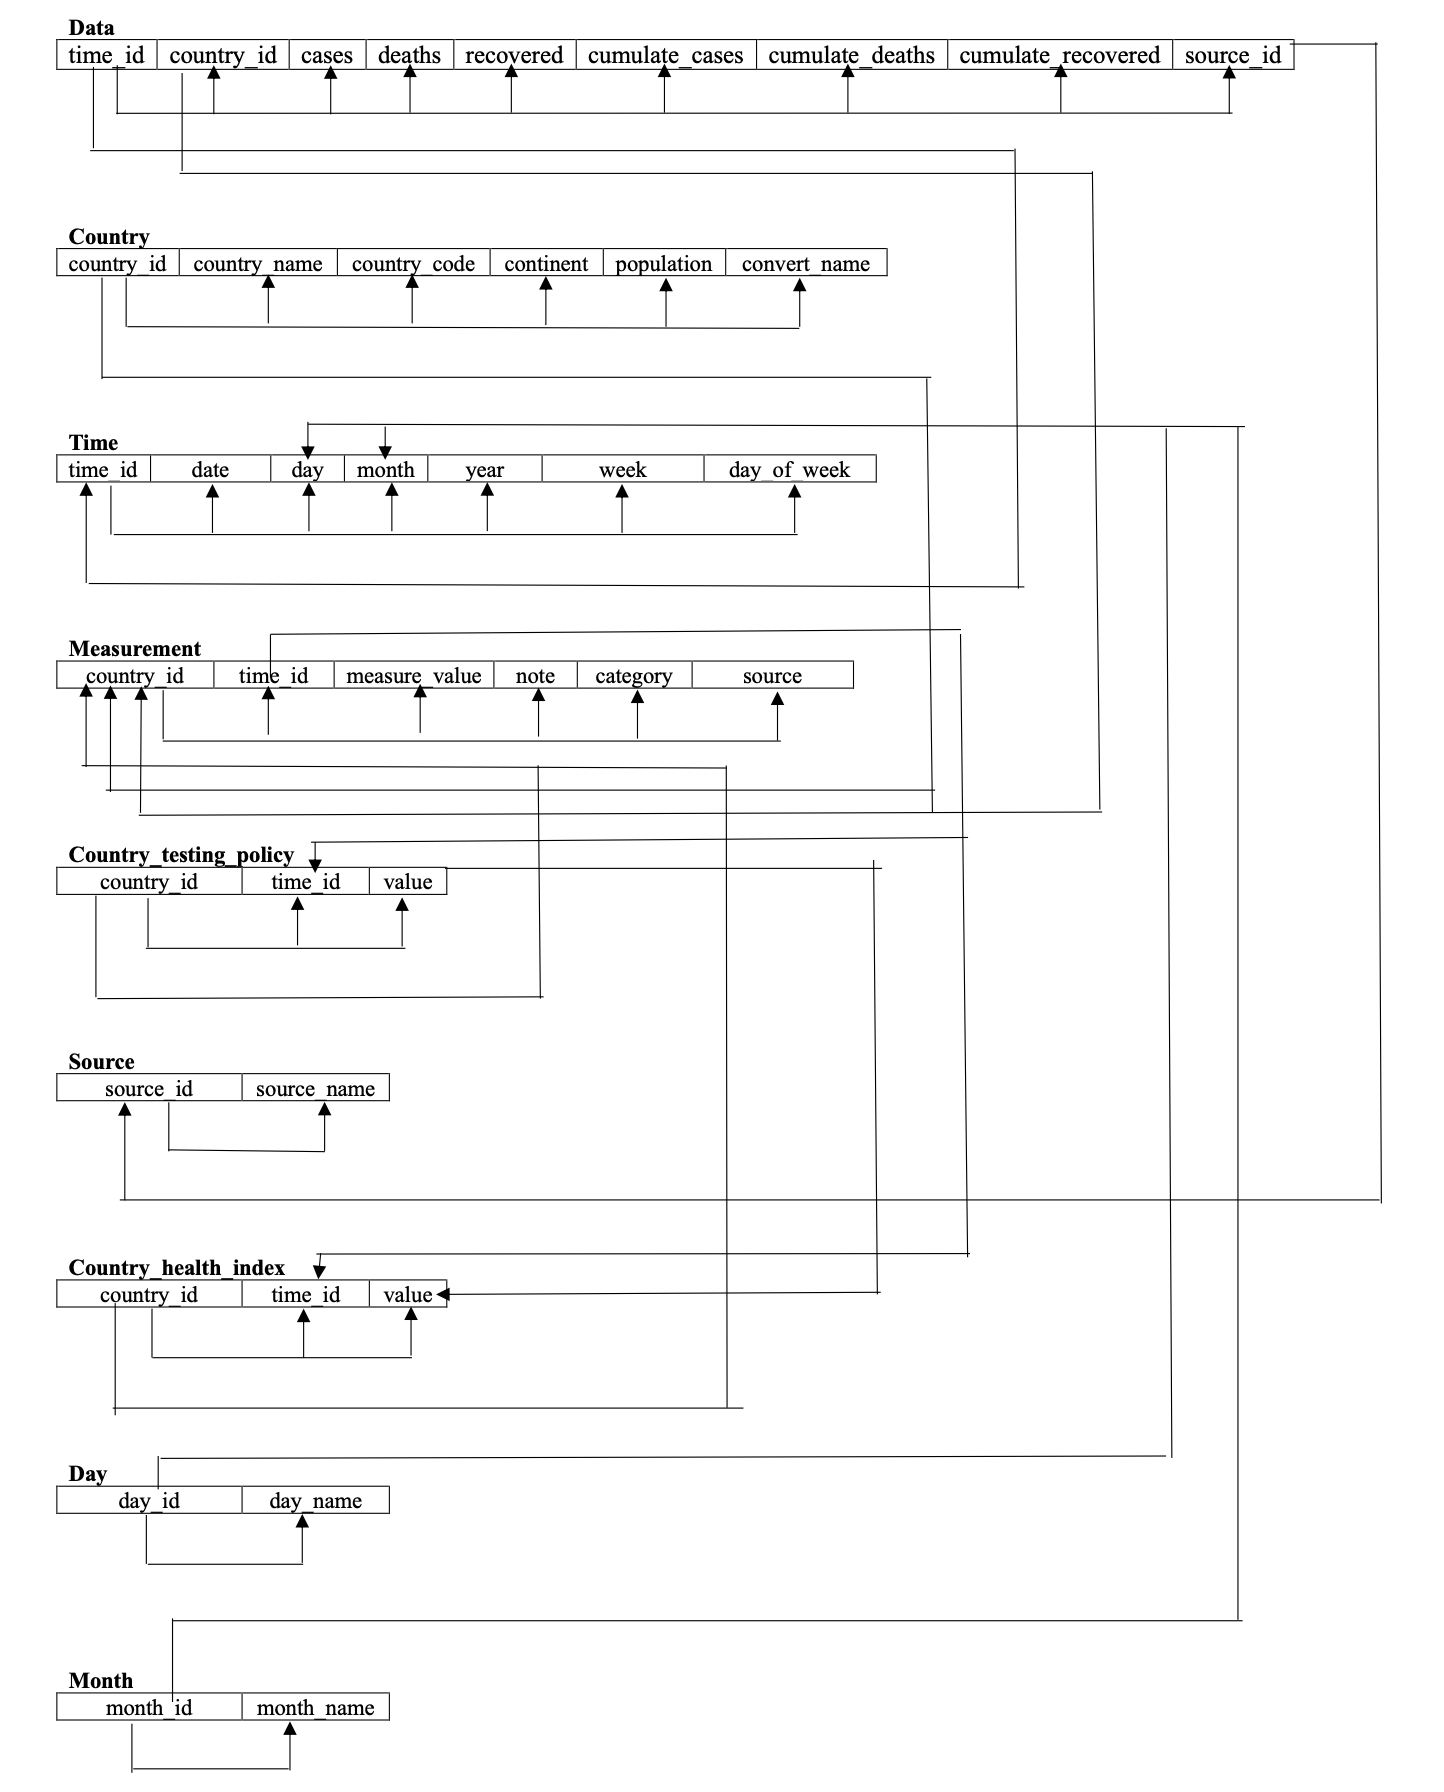 Data
time_id country_id cases deaths recovered cumulate_cases cumulate_deaths cumulate_recovered source_id
Country
country_id country_name country_code continent population convert_name
Time
time_id date day month year week day_of_week
Measurement
country_id time_id measure_value note category source
Country_testing_policy
country_id time_id value
Source
source_id source_name
Country_health_index
country_id time_id value
Day
day_id day_name
Month
month_id month_name